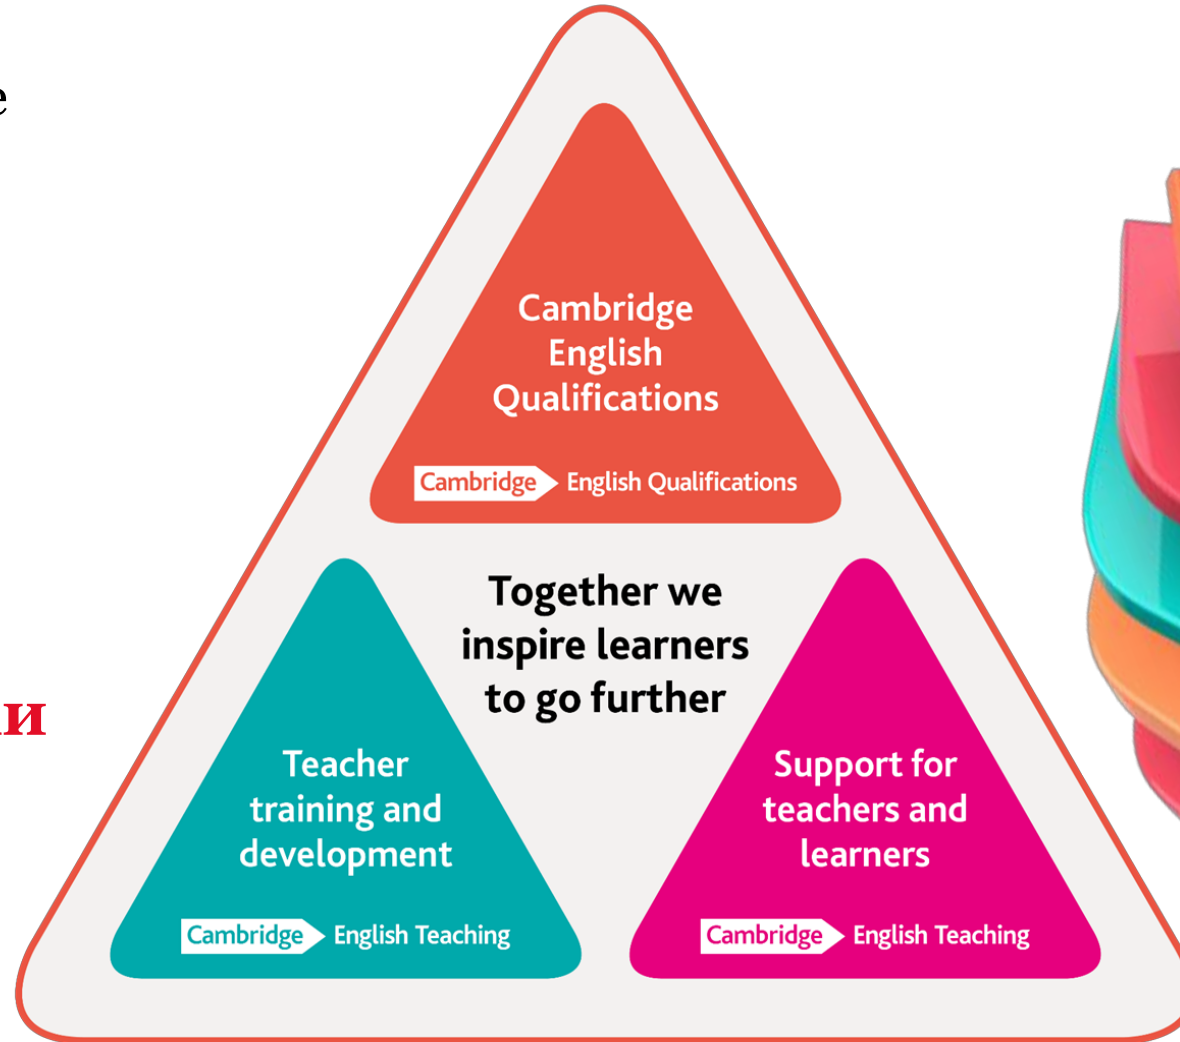 e
Cambridge
English
Qualifications
Cambridge English Qualifications
Together we
inspire learners
to go further
ки
Teacher
training and
development
Cambridge English Teaching
Support for
teachers and
learners
Cambridge English Teaching